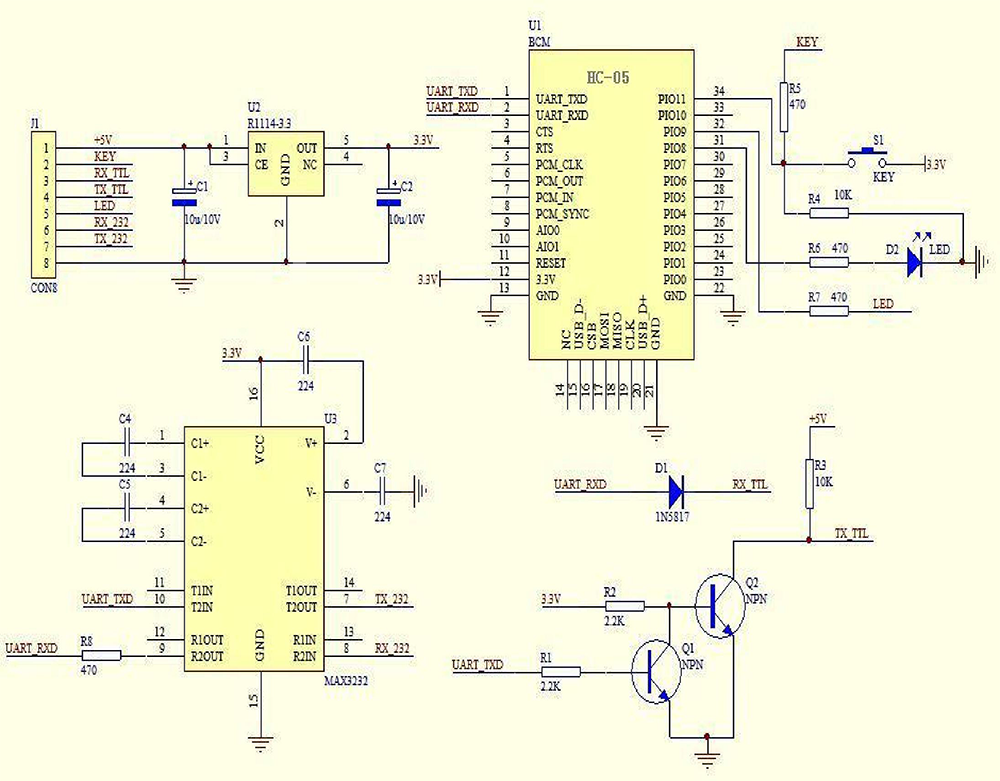 J1
1 +5V
2 KEY
3 RX_TTL
4 TX_TTL
5 LED
6 RX_232
7 TX_232
8
CON8
C1
10u/10V
U2
R1114-3.3
1 IN OUT 5
3 CE NC 4
GND
2
3.3V
C2
10u/10V
U1
BCM
HC-05
UART_TXD 1 UART_TXD PIO11 34
UART_RXD 2 UART_RXD PIO10 33
3 CTS PIO9 32
4 RTS PIO8 31
5 PCM_CLK PIO7 30
6 PCM_OUT PIO6 29
7 PCM_IN PIO5 28
8 PCM_SYNC PIO4 27
9 AIO0 PIO3 26
10 AIO1 PIO2 25
11 RESET PIO1 24
3.3V 12 3.3V PIO0 23
13 GND GND 22
NC USB_D- CSB MOSI MISO CLK USB_D+ GND
14 15 16 17 18 19 20 21
KEY
R5
470
S1
KEY
3.3V
R4 10K
R6 470
D2 LED
R7 470 LED
3.3V
C6
224
16
U3
C4
224
C5
224
1 C1+
VCC
V+ 2
3 C1-
4 C2+
V- 6
5 C2-
C7
224
11 T1IN T1OUT 14
UART_TXD 10 T2IN T2OUT 7 TX_232
12 R1OUT R1IN 13
UART_RXD R8 9 R2OUT R2IN 8 RX_232
470
GND
MAX3232
15
+5V
R3
10K
D1
UART_RXD RX_TTL
1N5817
TX_TTL
Q2
NPN
3.3V R2
2.2K
Q1
NPN
UART_TXD R1
2.2K